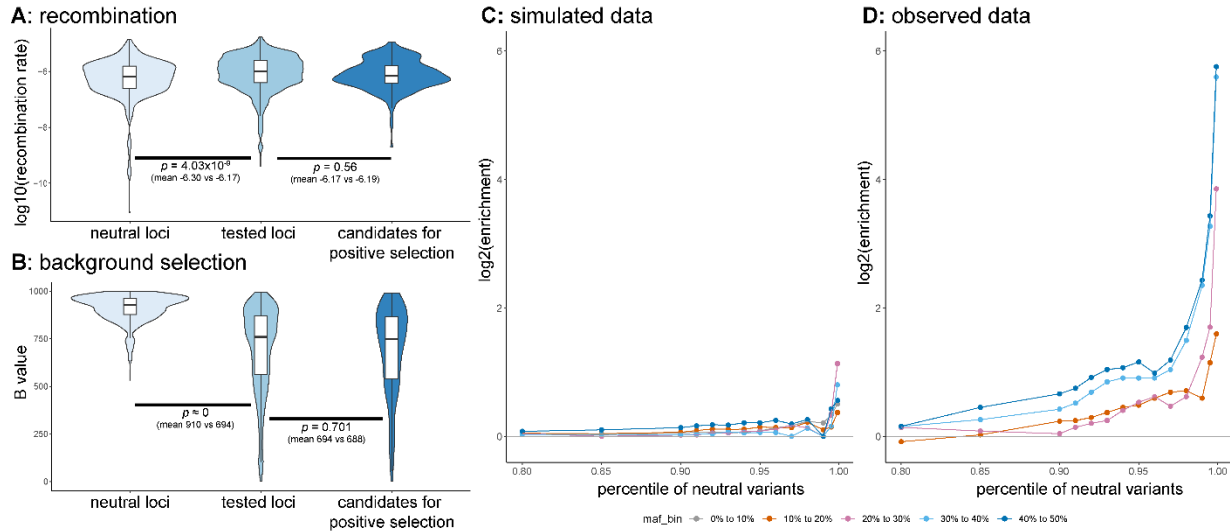 A: recombination
log10(recombination rate)
−6
−8
−10
p = 4.03x10-9
(mean -6.30 vs -6.17)
p = 0.56
(mean -6.17 vs -6.19)
neutral loci
tested loci
candidates for
positive selection
B: background selection
B value
1000
750
500
250
0
p ≈ 0
(mean 910 vs 694)
p = 0.701
(mean 694 vs 688)
neutral loci
tested loci
candidates for
positive selection
C: simulated data
log2(enrichment)
6
4
2
0
0.80
0.85
0.90
0.95
1.00
percentile of neutral variants
D: observed data
log2(enrichment)
6
4
2
0
0.80
0.85
0.90
0.95
1.00
percentile of neutral variants
maf_bin
0% to 10%
10% to 20%
20% to 30%
30% to 40%
40% to 50%